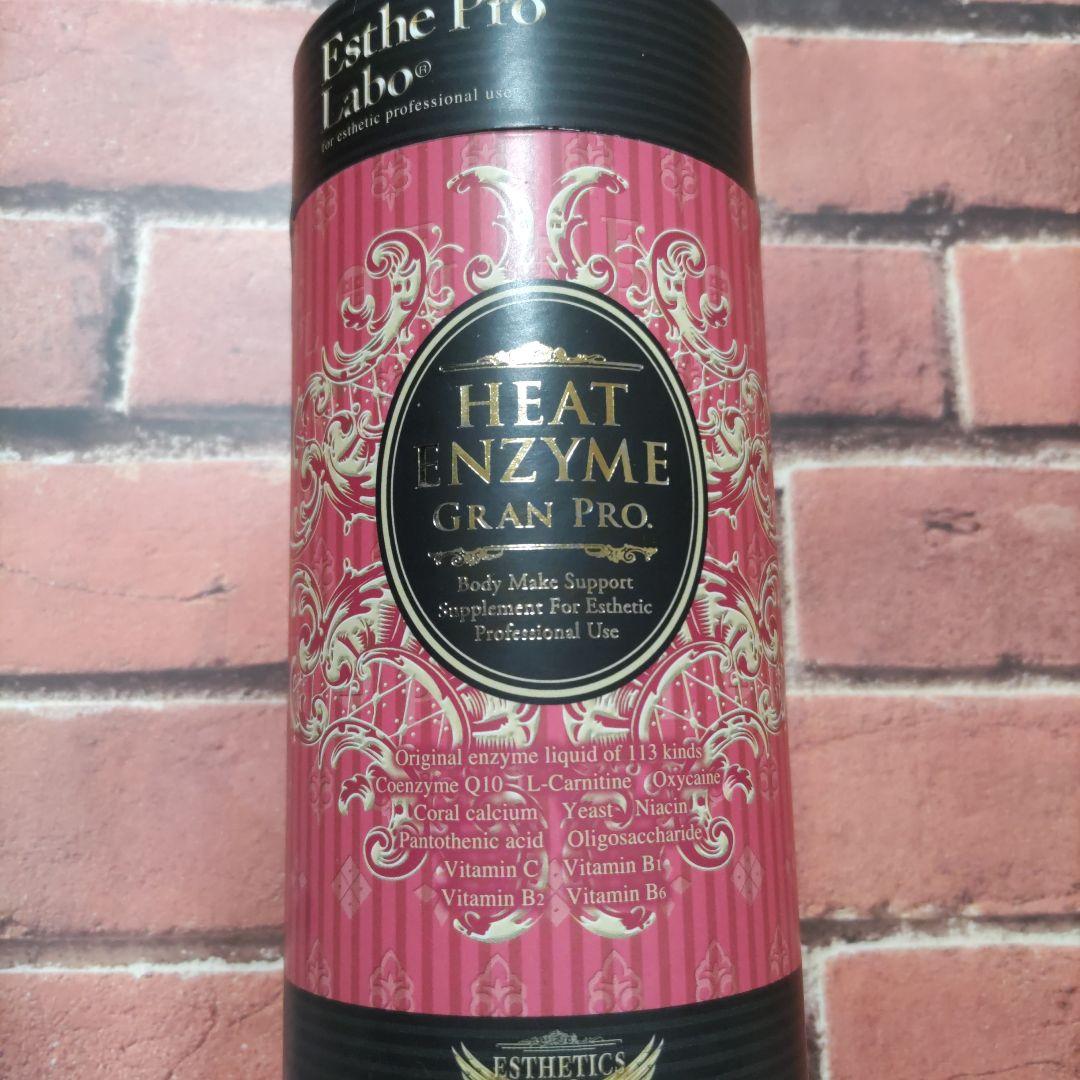 Esthe Pro
Labo®
for esthetic professional use
HEAT
ENZYME
GRAN PRO.
Body Make Support
Supplement For Esthetic
Professional Use
Original enzyme liquid of 113 kinds
Coenzyme Q10 L-Carnitine Oxycaine
Coral calcium Yeast Niacin
Pantothenic acid Oligosaccharide
Vitamin C Vitamin B1
Vitamin B2 Vitamin B6
ESTHETICS